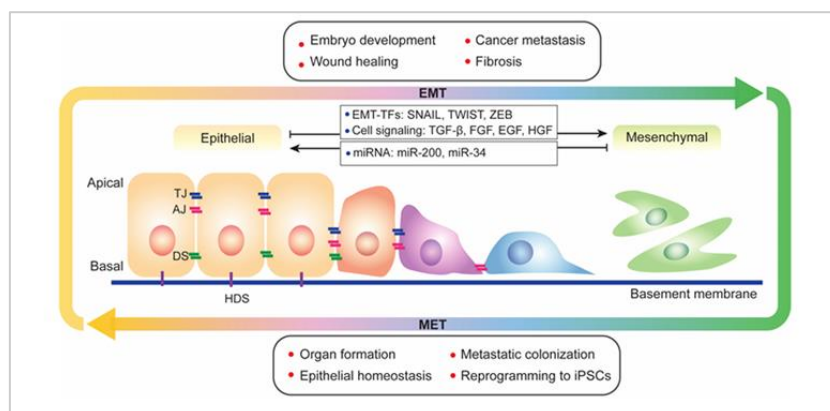 Embryo development
Cancer metastasis
Wound healing
Fibrosis
EMT
EMT-TFs: SNAIL, TWIST, ZEB
Cell signaling: TGF-β, FGF, EGF, HGF
Epithelial
Mesenchymal
miRNA: miR-200, miR-34
Apical
TJ
AJ
DS
Basal
HDS
Basement membrane
MET
Organ formation
Metastatic colonization
Epithelial homeostasis
Reprogramming to iPSCs